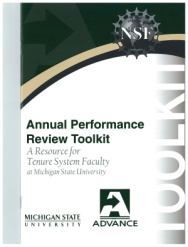 NSF
TOOLKIT
Annual Performance
Review Toolkit
A Resource for
Tenure System Faculty
at Michigan State University
MICHIGAN STATE
UNIVERSITY
ADVANCE